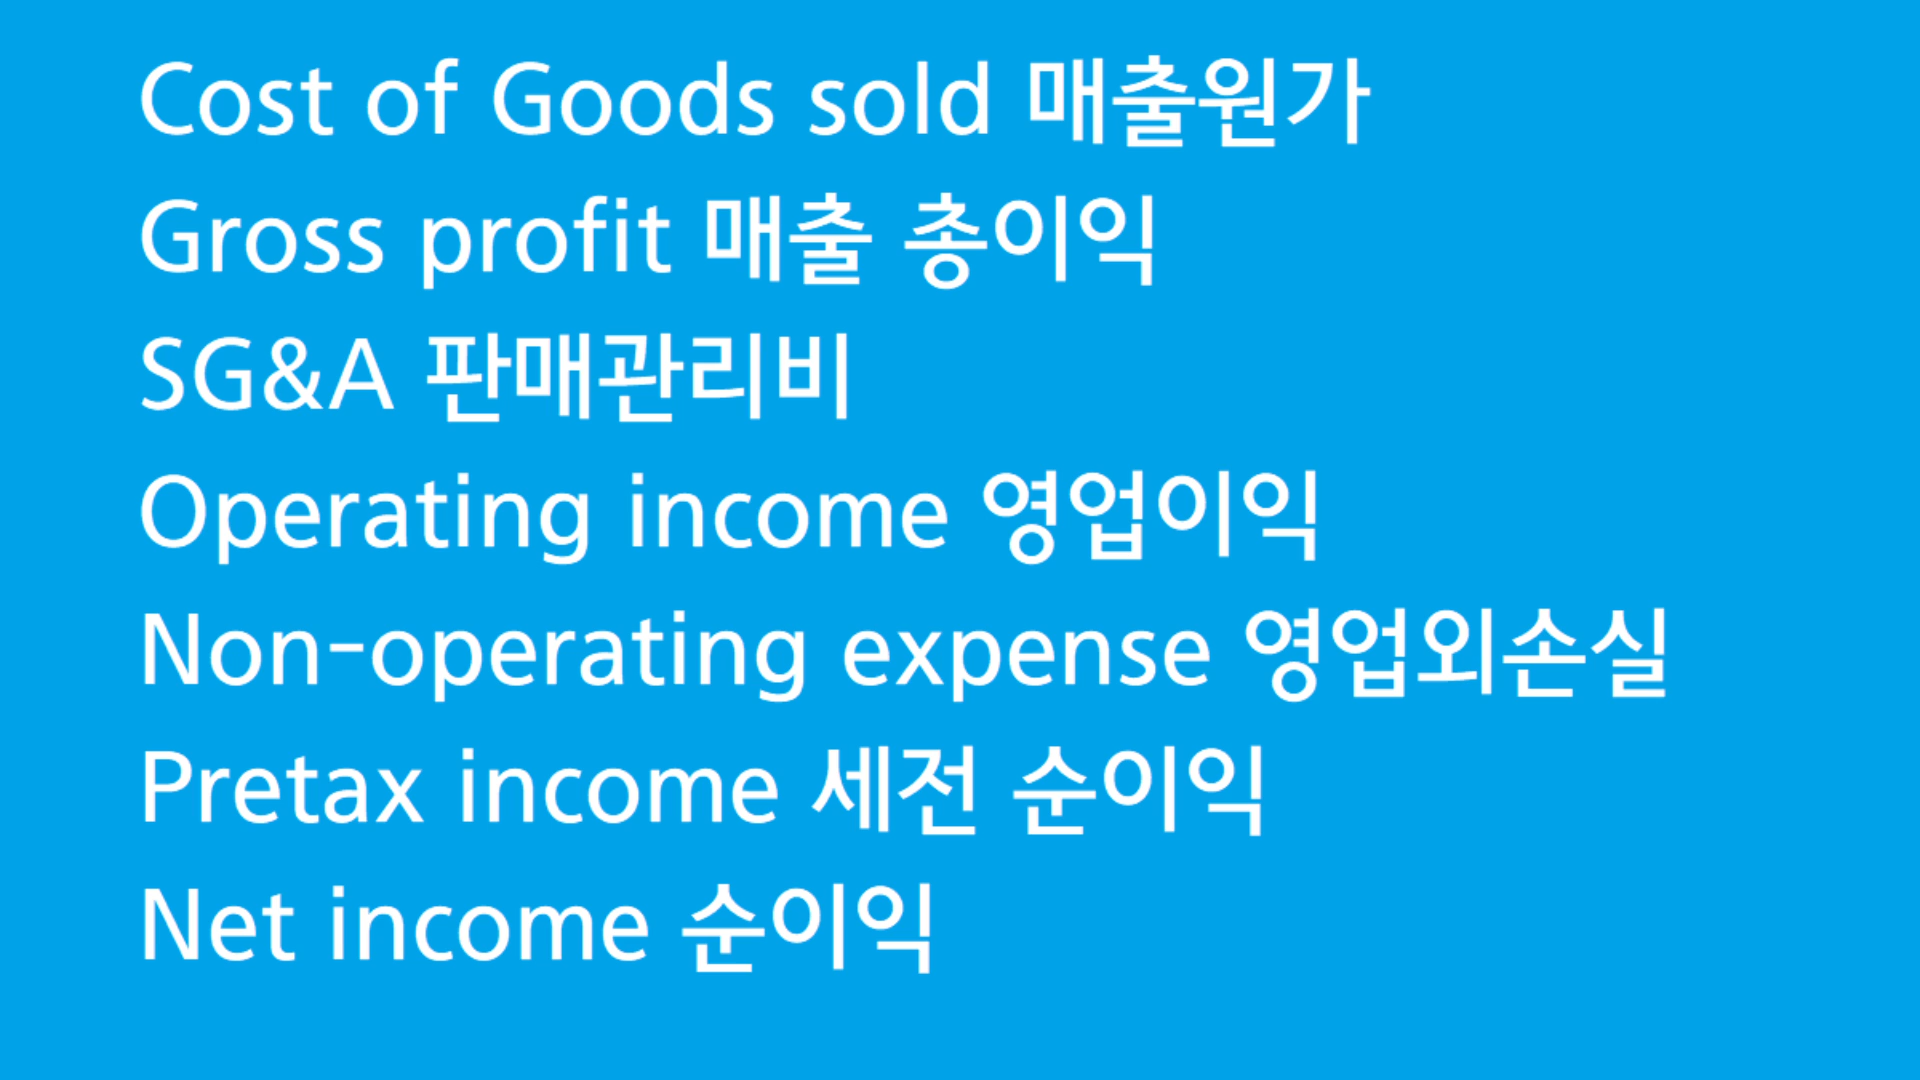 Cost of Goods sold 매출원가
Gross profit 매출 총이익
SG&A 판매관리비
Operating income 영업이익
Non-operating expense 영업외손실
Pretax income 세전 순이익
Net income 순이익